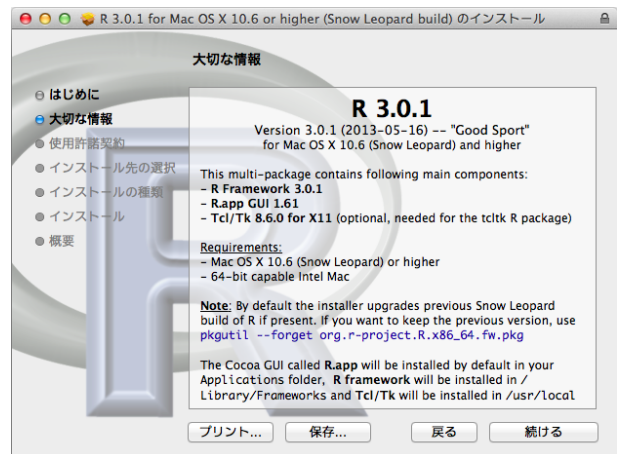 R 3.0.1 for Mac OS X 10.6 or higher (Snow Leopard build) のインストール
大切な情報
はじめに
大切な情報
使用許諾契約
インストール先の選択
インストールの種類
インストール
概要
R 3.0.1
Version 3.0.1 (2013-05-16) -- "Good Sport"
for Mac OS X 10.6 (Snow Leopard) and higher
This multi-package contains following main components:
- R Framework 3.0.1
- R.app GUI 1.61
- Tcl/Tk 8.6.0 for X11 (optional, needed for the tcltk R package)
Requirements:
- Mac OS X 10.6 (Snow Leopard) or higher
- 64-bit capable Intel Mac
Note: By default the installer upgrades previous Snow Leopard
build of R if present. If you want to keep the previous version, use
pkgutil --forget org.r-project.R.x86_64.fw.pkg
The Cocoa GUI called R.app will be installed by default in your
Applications folder, R framework will be installed in /
Library/Frameworks and Tcl/Tk will be installed in /usr/local
プリント... 保存... 戻る 続ける